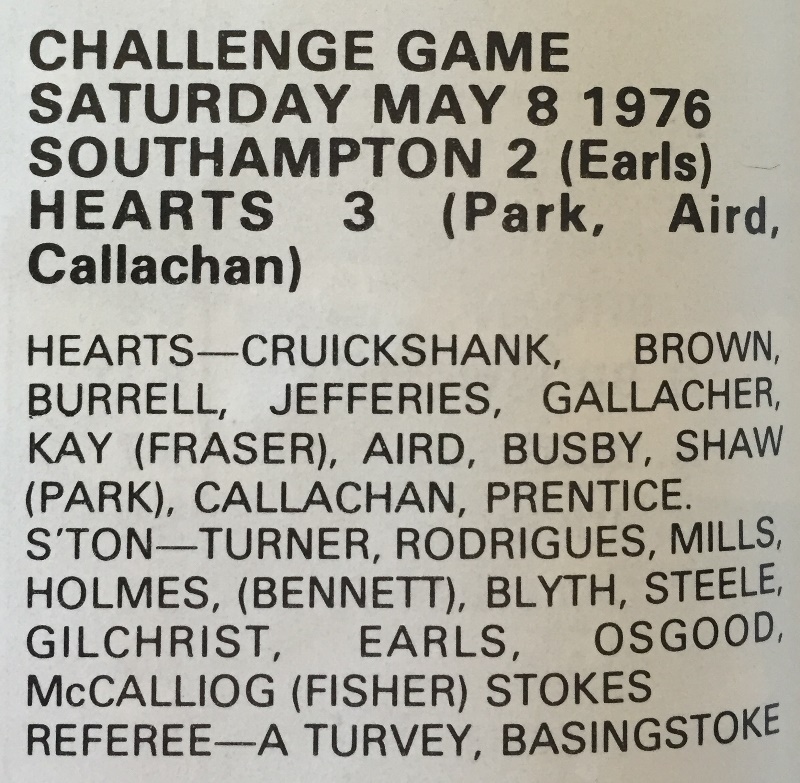 CHALLENGE GAME
SATURDAY MAY 8 1976
SOUTHAMPTON 2 (Earls)
HEARTS 3 (Park, Aird,
Callachan)
HEARTS—CRUICKSHANK, BROWN,
BURRELL, JEFFERIES, GALLACHER,
KAY (FRASER), AIRD, BUSBY, SHAW
(PARK), CALLACHAN, PRENTICE.
S'TON—TURNER, RODRIGUES, MILLS,
HOLMES, (BENNETT), BLYTH, STEELE,
GILCHRIST, EARLS, OSGOOD,
McCALLIOG (FISHER) STOKES
REFEREE—A TURVEY, BASINGSTOKE